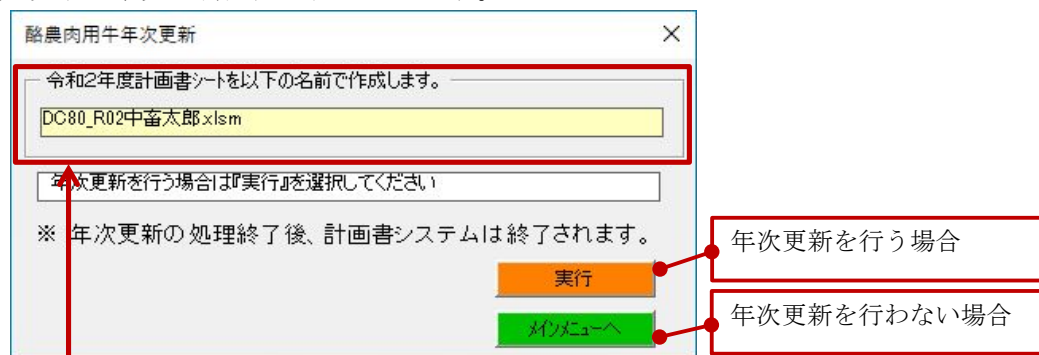 酪農肉用牛年次更新
令和2年度計画書シートを以下の名前で作成します。
DC80_R02中畜太郎.xlsm
年次更新を行う場合は『実行』を選択してください
※ 年次更新の処理終了後、計画書システムは終了されます。
実行
年次更新を行う場合
メインメニューへ
年次更新を行わない場合